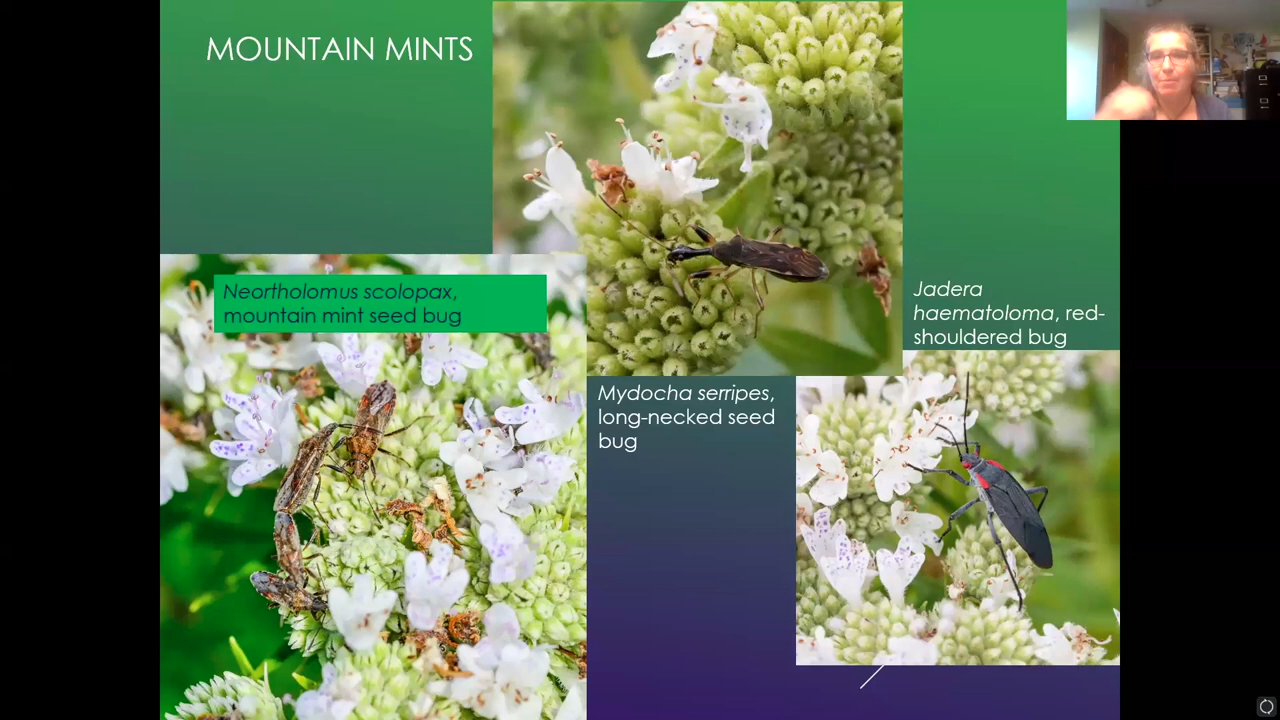 MOUNTAIN MINTS
Neortholomus scolopax,
mountain mint seed bug
Mydocha serripes,
long-necked seed
bug
Jadera
haematoloma, red-
shouldered bug